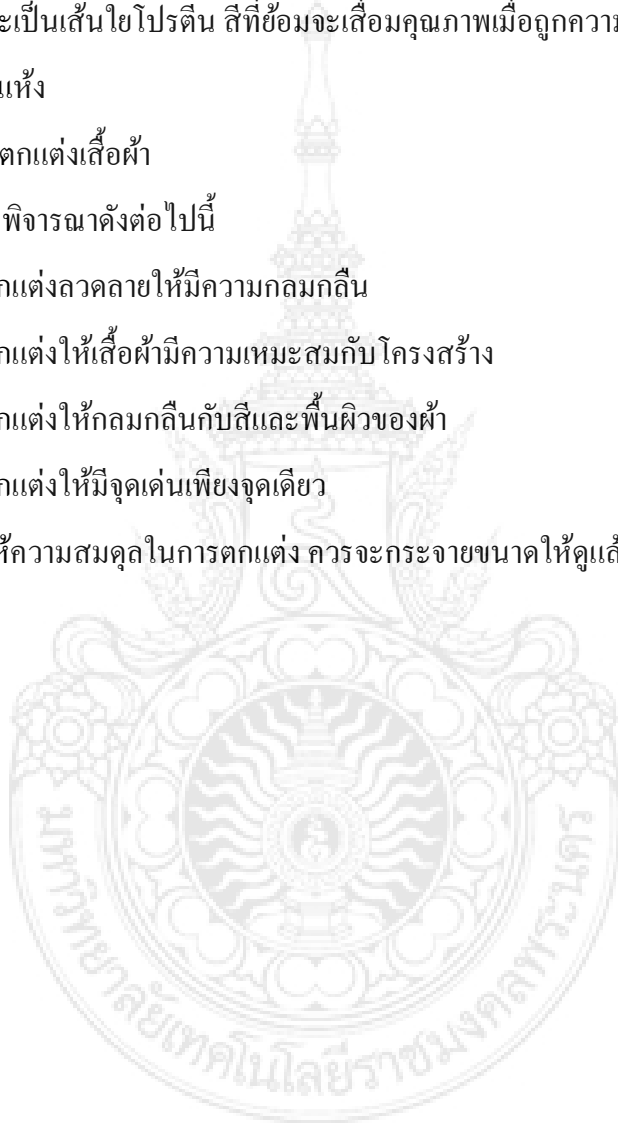 ะเป็นเส้นใยโปรตีน สีที่ย้อมจะเสื่อมคุณภาพเมื่อถูกความ
แห้ง
ตกแต่งเสื้อผ้า
พิจารณาดังต่อไปนี้
กแต่งลวดลายให้มีความกลมกลืน
กแต่งให้เสื้อผ้ามีความเหมะสมกับโครงสร้าง
กแต่งให้กลมกลืนกับสีและพื้นผิวของผ้า
กแต่งให้มีจุดเด่นเพียงจุดเดียว
ห้ความสมดุลในการตกแต่ง ควรจะกระจายขนาดให้ดูแล้
มหาวิทยาลัยเทคโนโลยีราชมงคลพระนคร